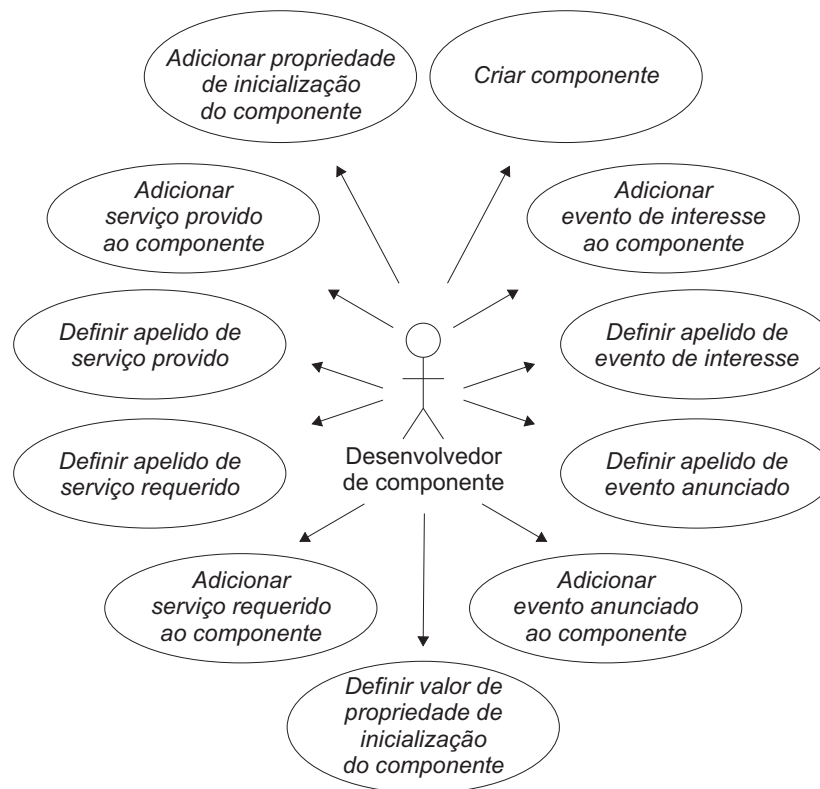 Adicionar propriedade
de inicialização
do componente
Criar componente
Adicionar
serviço provido
ao componente
Adicionar
evento de interesse
ao componente
Definir apelido de
serviço provido
Definir apelido de
evento de interesse
Definir apelido de
serviço requerido
Desenvolvedor
de componente
Definir apelido de
evento anunciado
Adicionar
serviço requerido
ao componente
Adicionar
evento anunciado
ao componente
Definir valor de
propriedade de
inicialização
do componente